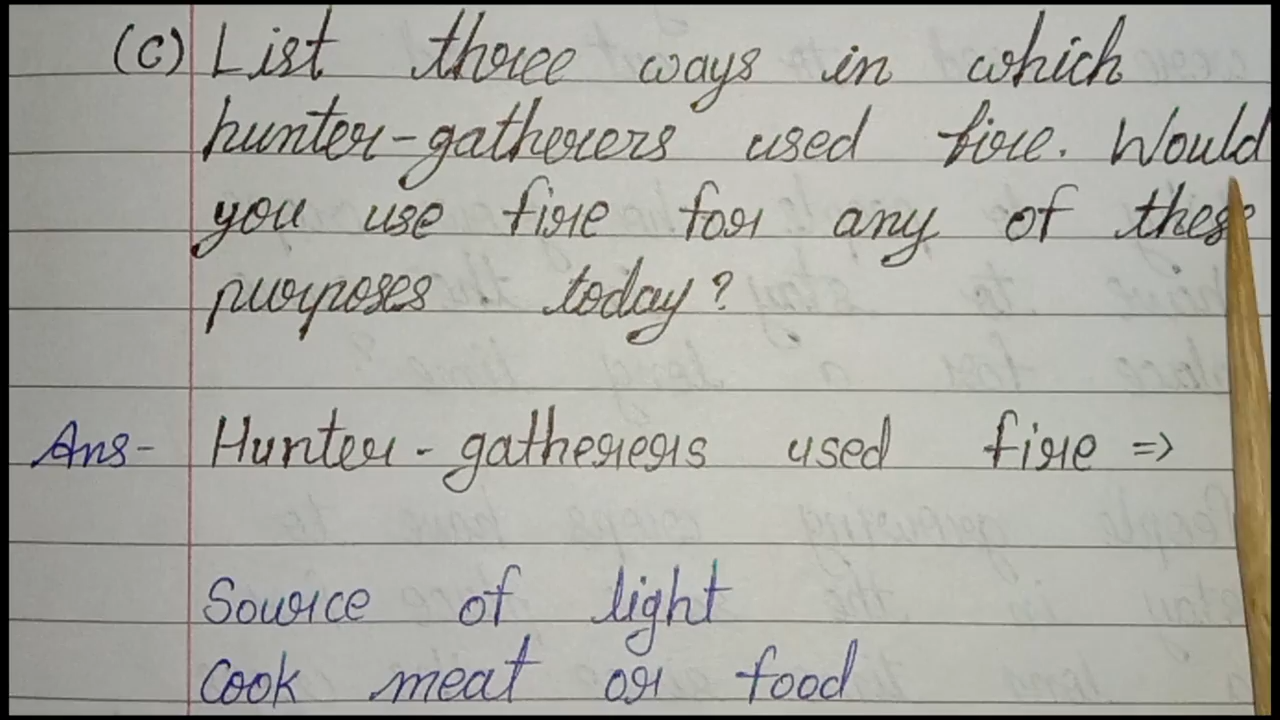 (C) List three ways in which
hunter-gatherers used fire. Would
you use fire for any of these
purposes today?
Ans- Hunter-gatherers used fire =>
Source of light
Cook meat or food